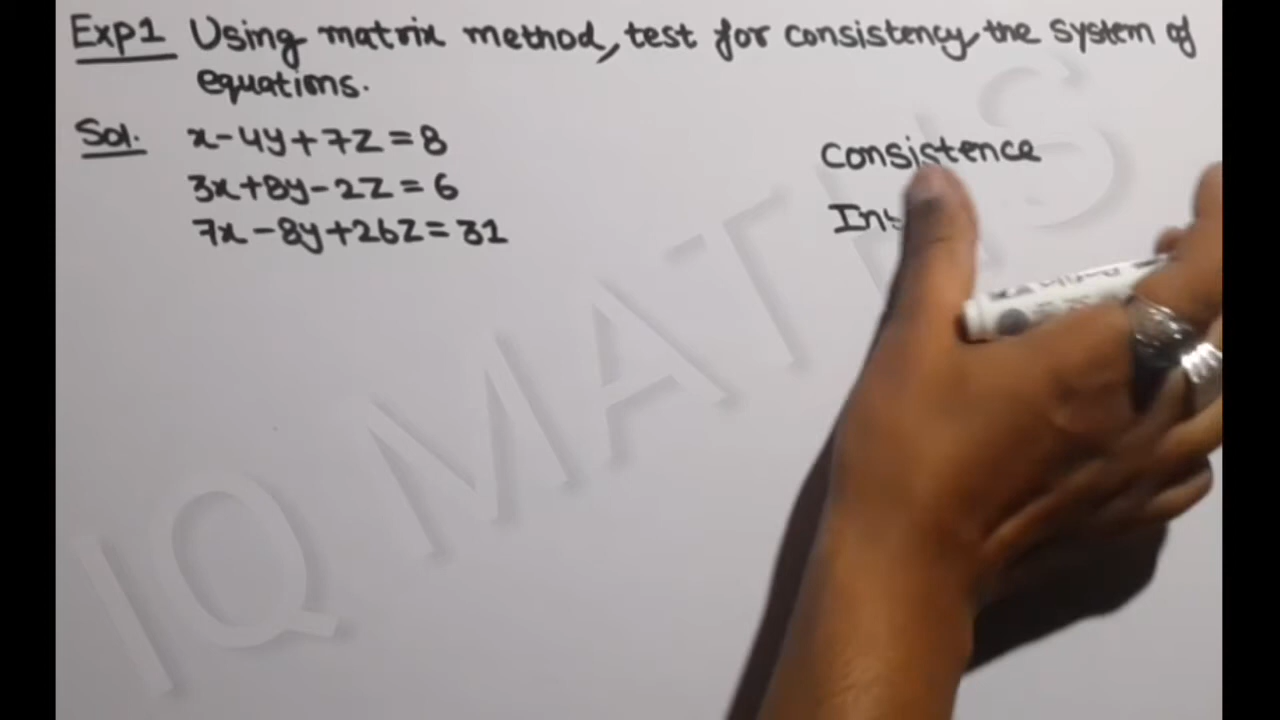 Exp1 Using matrix method, test for consistency the system of
equations.
Sol. x-4y+7z=8
3x+8y-2z=6
7x-8y+26z=31
Consistence
IQ MATHS